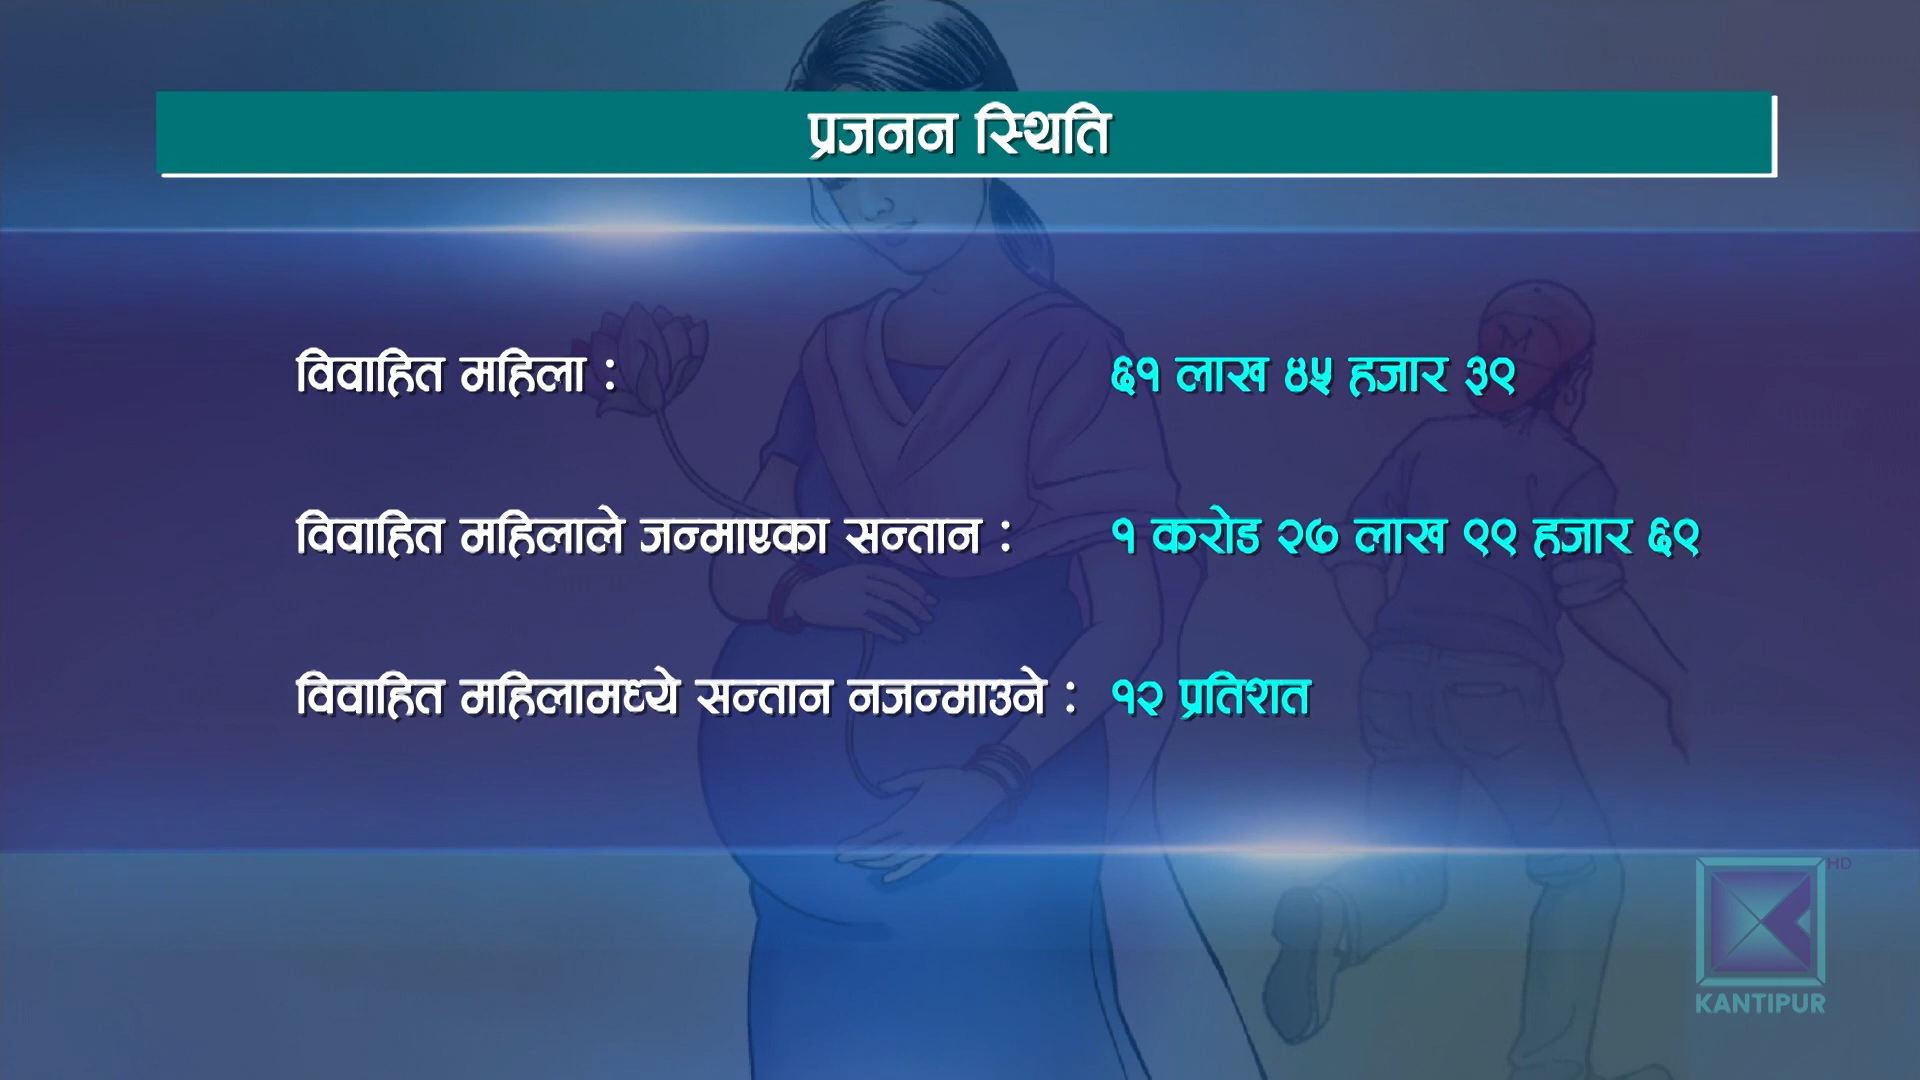 प्रजनन स्थिति
विवाहित महिला : ६१ लाख ४५ हजार ३९
विवाहित महिलाले जन्माएका सन्तान : १ करोड २७ लाख ९९ हजार ६९
विवाहित महिलामध्ये सन्तान नजन्माउने : १२ प्रतिशत
HD
KANTIPUR